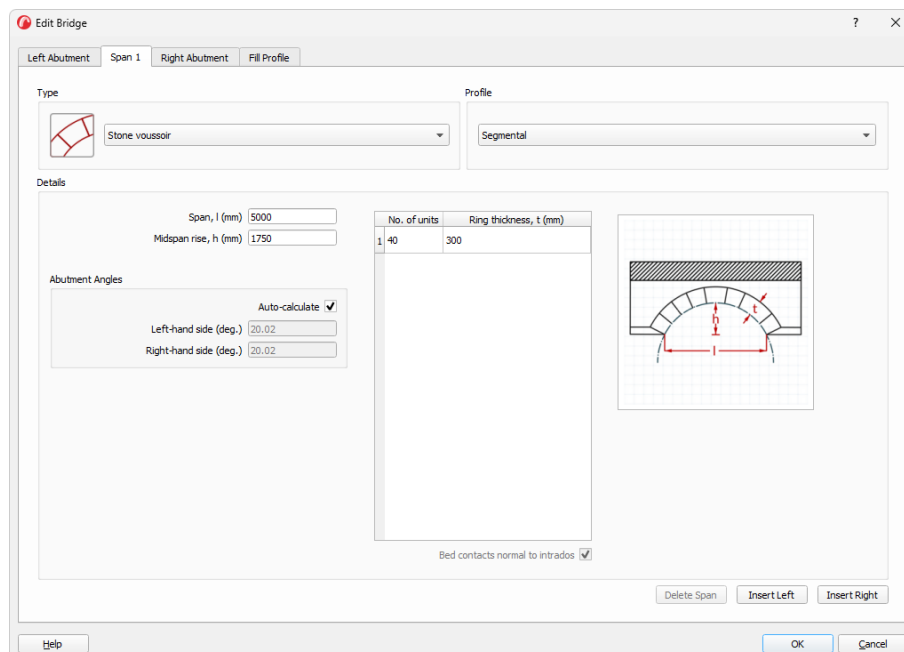 Edit Bridge
?
Left Abutment Span 1 Right Abutment Fill Profile
Type
Stone voussoir
Profile
Segmental
Details
Span, l (mm) 5000
Midspan rise, h (mm) 1750
Abutment Angles
Auto-calculate
Left-hand side (deg.) 20.02
Right-hand side (deg.) 20.02
No. of units Ring thickness, t (mm)
1 40 300
Bed contacts normal to intrados
t
h
l
Delete Span Insert Left Insert Right
Help OK Cancel